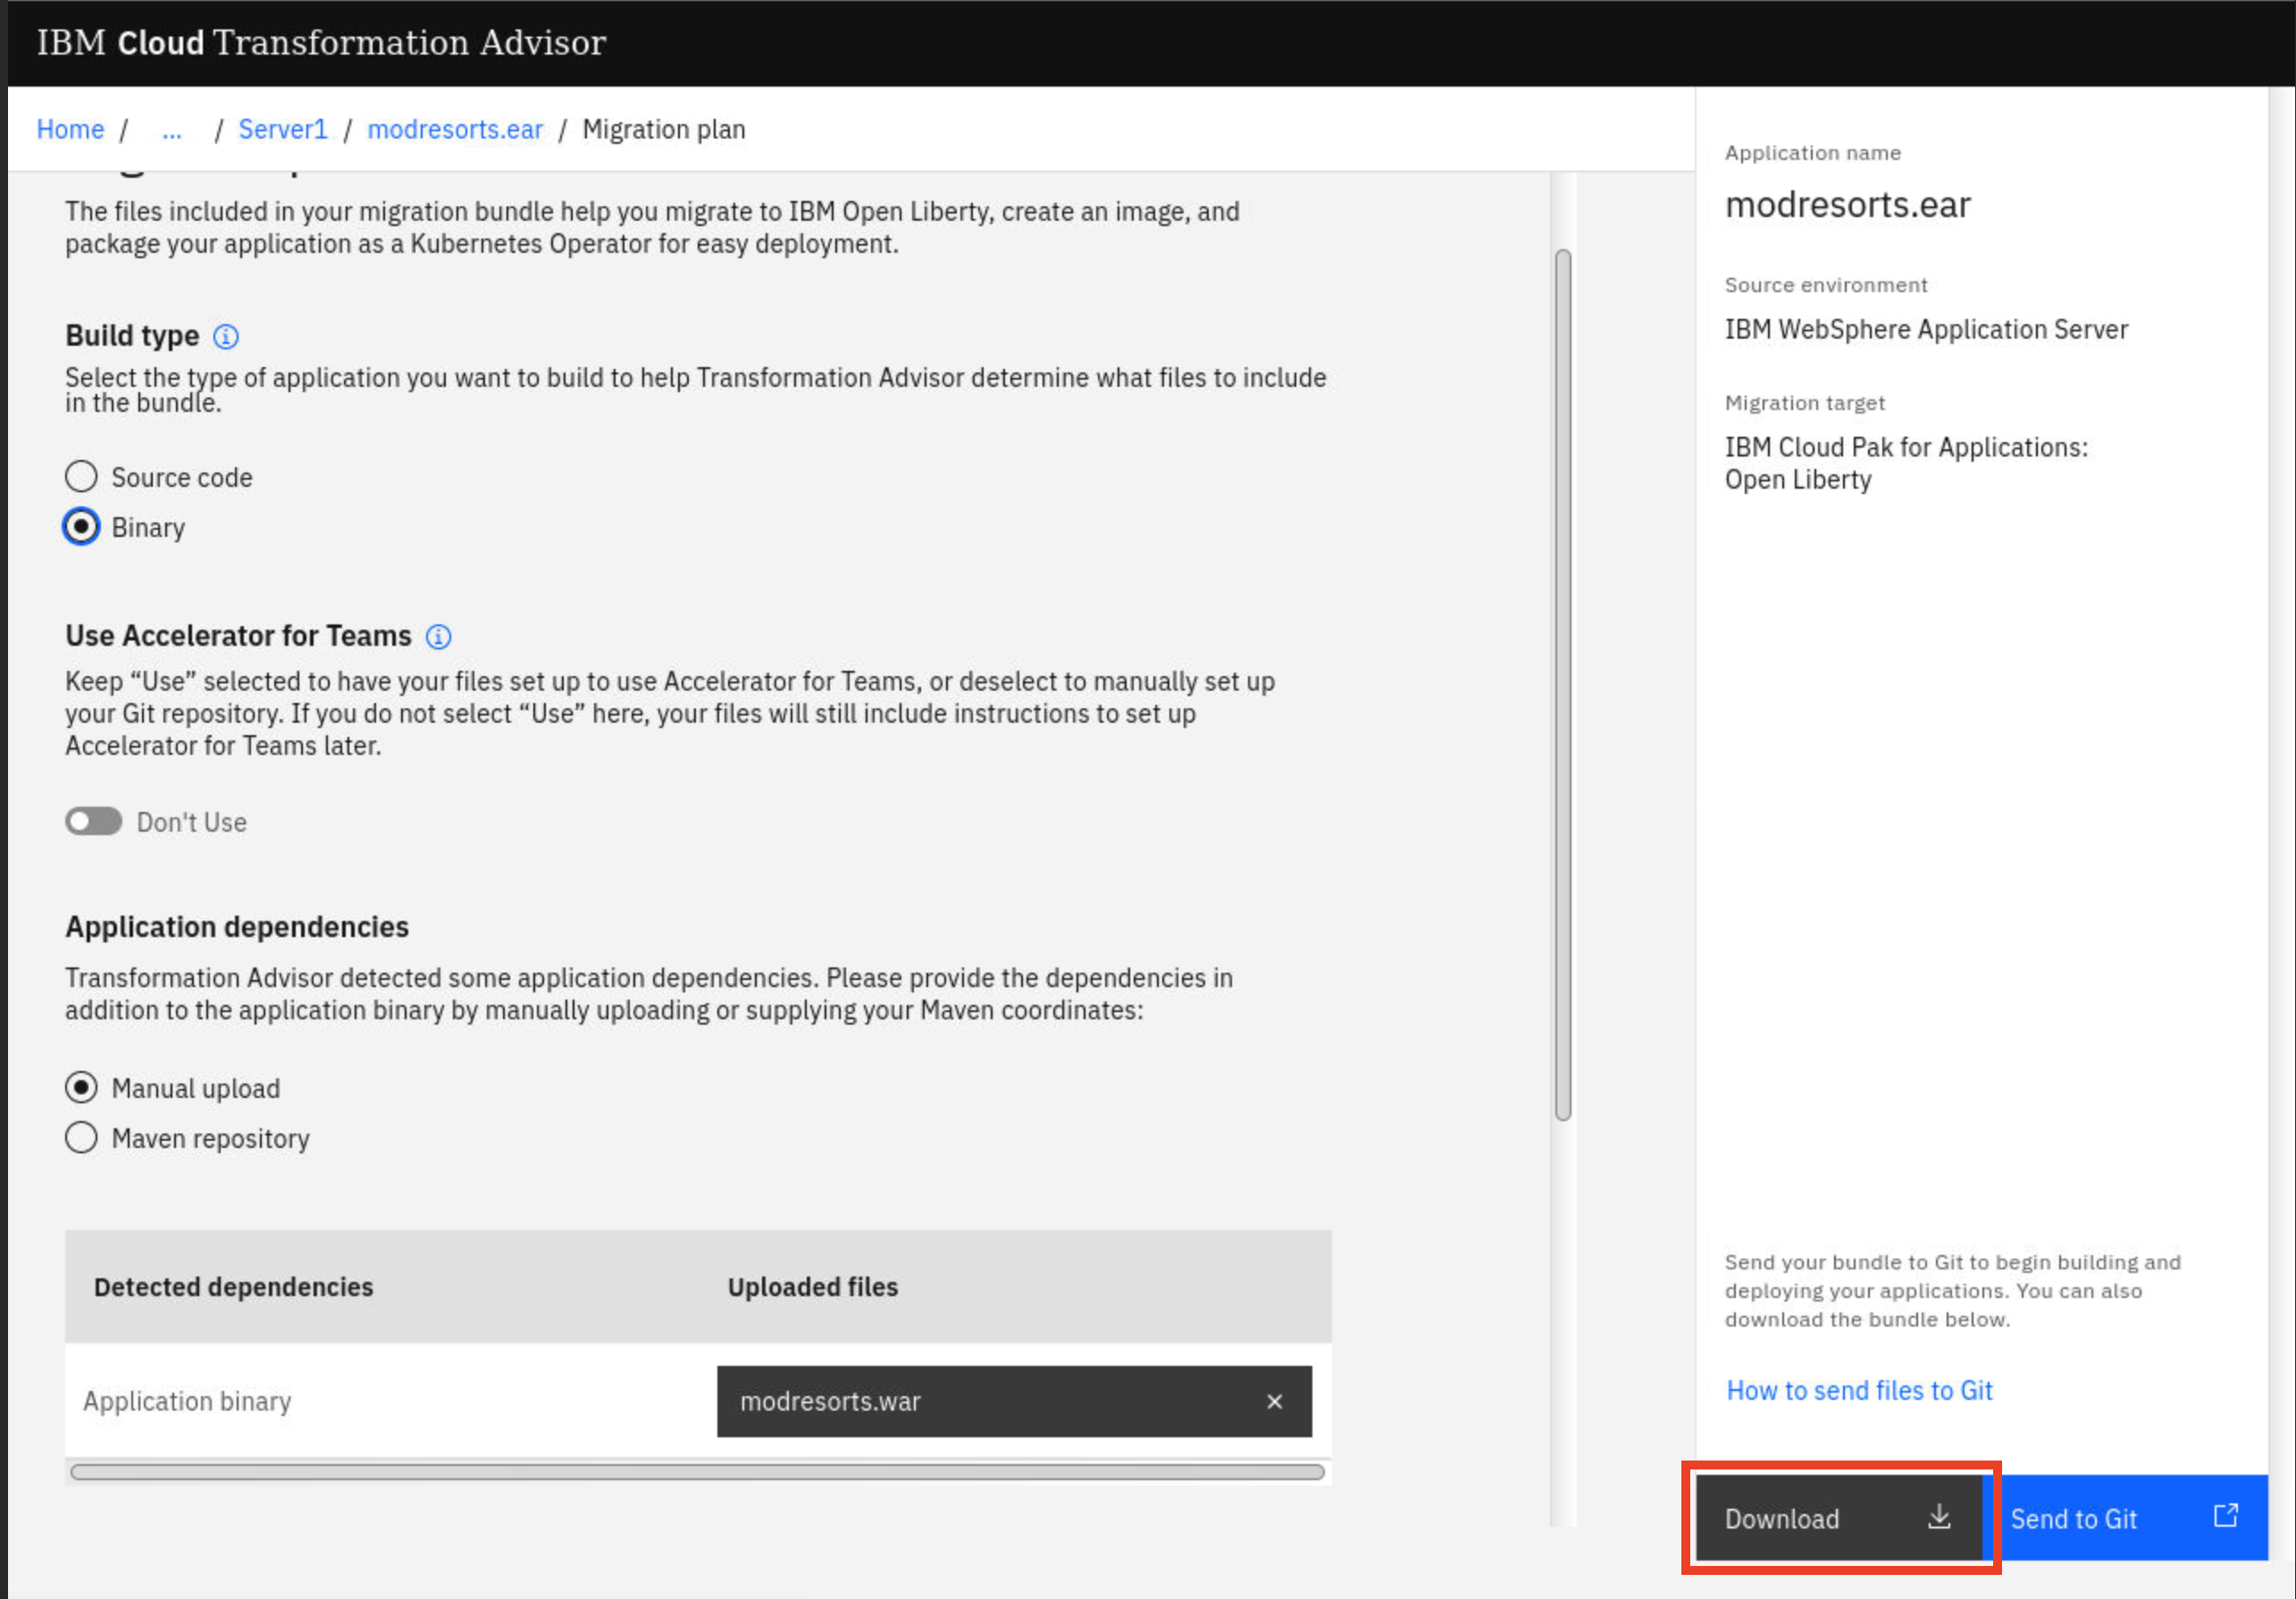 IBM Cloud Transformation Advisor
Home / ... / Server1 / modresorts.ear / Migration plan
The files included in your migration bundle help you migrate to IBM Open Liberty, create an image, and
package your application as a Kubernetes Operator for easy deployment.
Build type
Select the type of application you want to build to help Transformation Advisor determine what files to include
in the bundle.
Source code
Binary
Use Accelerator for Teams
Keep “Use” selected to have your files set up to use Accelerator for Teams, or deselect to manually set up
your Git repository. If you do not select “Use” here, your files will still include instructions to set up
Accelerator for Teams later.
Don't Use
Application dependencies
Transformation Advisor detected some application dependencies. Please provide the dependencies in
addition to the application binary by manually uploading or supplying your Maven coordinates:
Manual upload
Maven repository
Detected dependencies
Uploaded files
Application binary
modresorts.war
Application name
modresorts.ear
Source environment
IBM WebSphere Application Server
Migration target
IBM Cloud Pak for Applications:
Open Liberty
Send your bundle to Git to begin building and
deploying your applications. You can also
download the bundle below.
How to send files to Git
Download
Send to Git